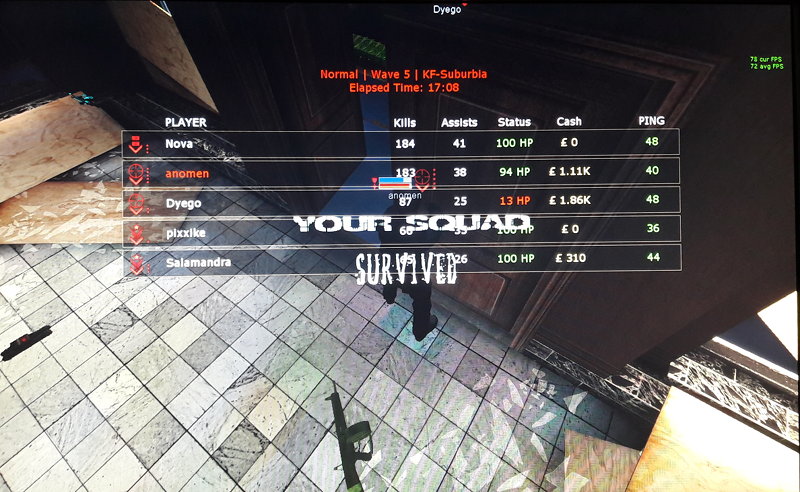 Dyego
78 cur FPS
72 avg FPS
Normal | Wave 5 | KF-Suburbia
Elapsed Time: 17:08
PLAYER Kills Assists Status Cash PING
Nova 184 41 100 HP £ 0 48
anomen 183 38 94 HP £ 1.11K 40
anomen
Dyego 87 25 13 HP £ 1.86K 48
YOUR SQUAD
pixxike 100 HP £ 0 36
Salamandra 26 100 HP £ 310 44
SURVIVED